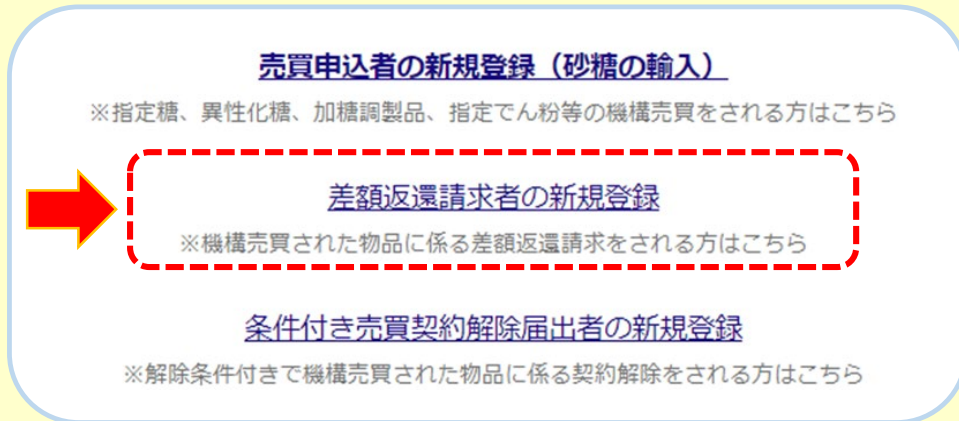 売買申込者の新規登録（砂糖の輸入）
※指定糖、異性化糖、加糖調製品、指定でん粉等の機構売買をされる方はこちら
差額返還請求者の新規登録
※機構売買された物品に係る差額返還請求をされる方はこちら
条件付き売買契約解除届出者の新規登録
※解除条件付きで機構売買された物品に係る契約解除をされる方はこちら